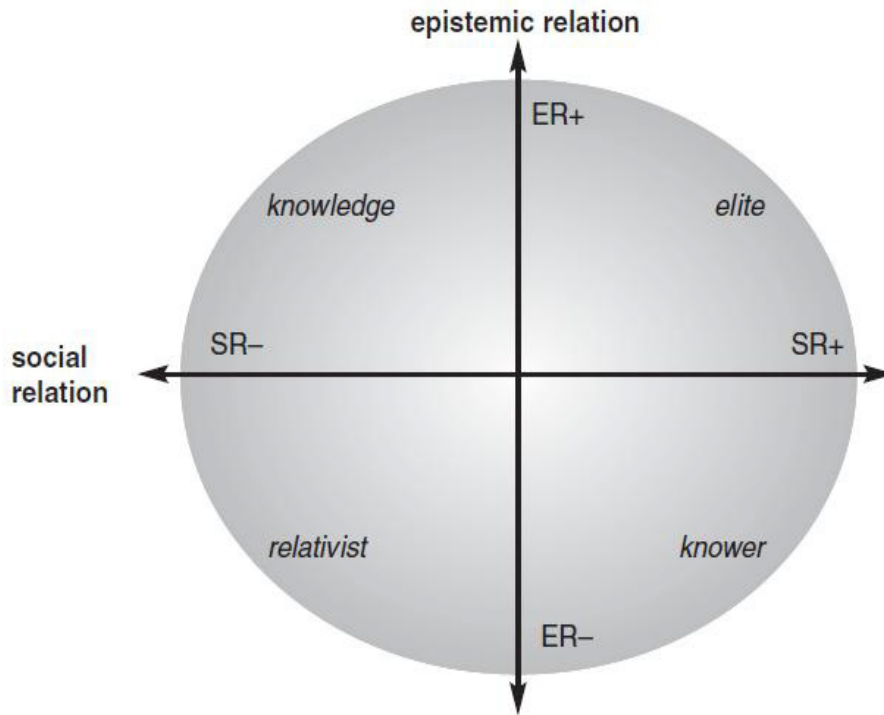 epistemic relation
ER+
knowledge
elite
SR–
SR+
social
relation
relativist
knower
ER–